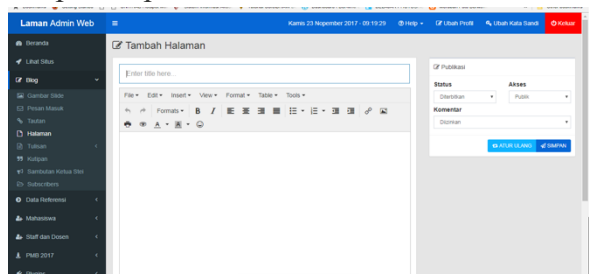 Laman Admin Web
Kamis 23 Nopember 2017 - 09:19:29
Help
Ubah Profil
Ubah Kata Sandi
Keluar
Beranda
Lihat Situs
Blog
Gambar Slide
Pesan Masuk
Tautan
Halaman
Tulisan
Kutipan
Sambutan Ketua Stei
Subscribers
Data Referensi
Mahasiswa
Staff dan Dosen
PMB 2017
Tambah Halaman
Enter title here...
File Edit Insert View Format Table Tools
Formats B I
A A
Publikasi
Status Akses
Diterbitkan Publik
Komentar
Diizinkan
ATUR ULANG SIMPAN